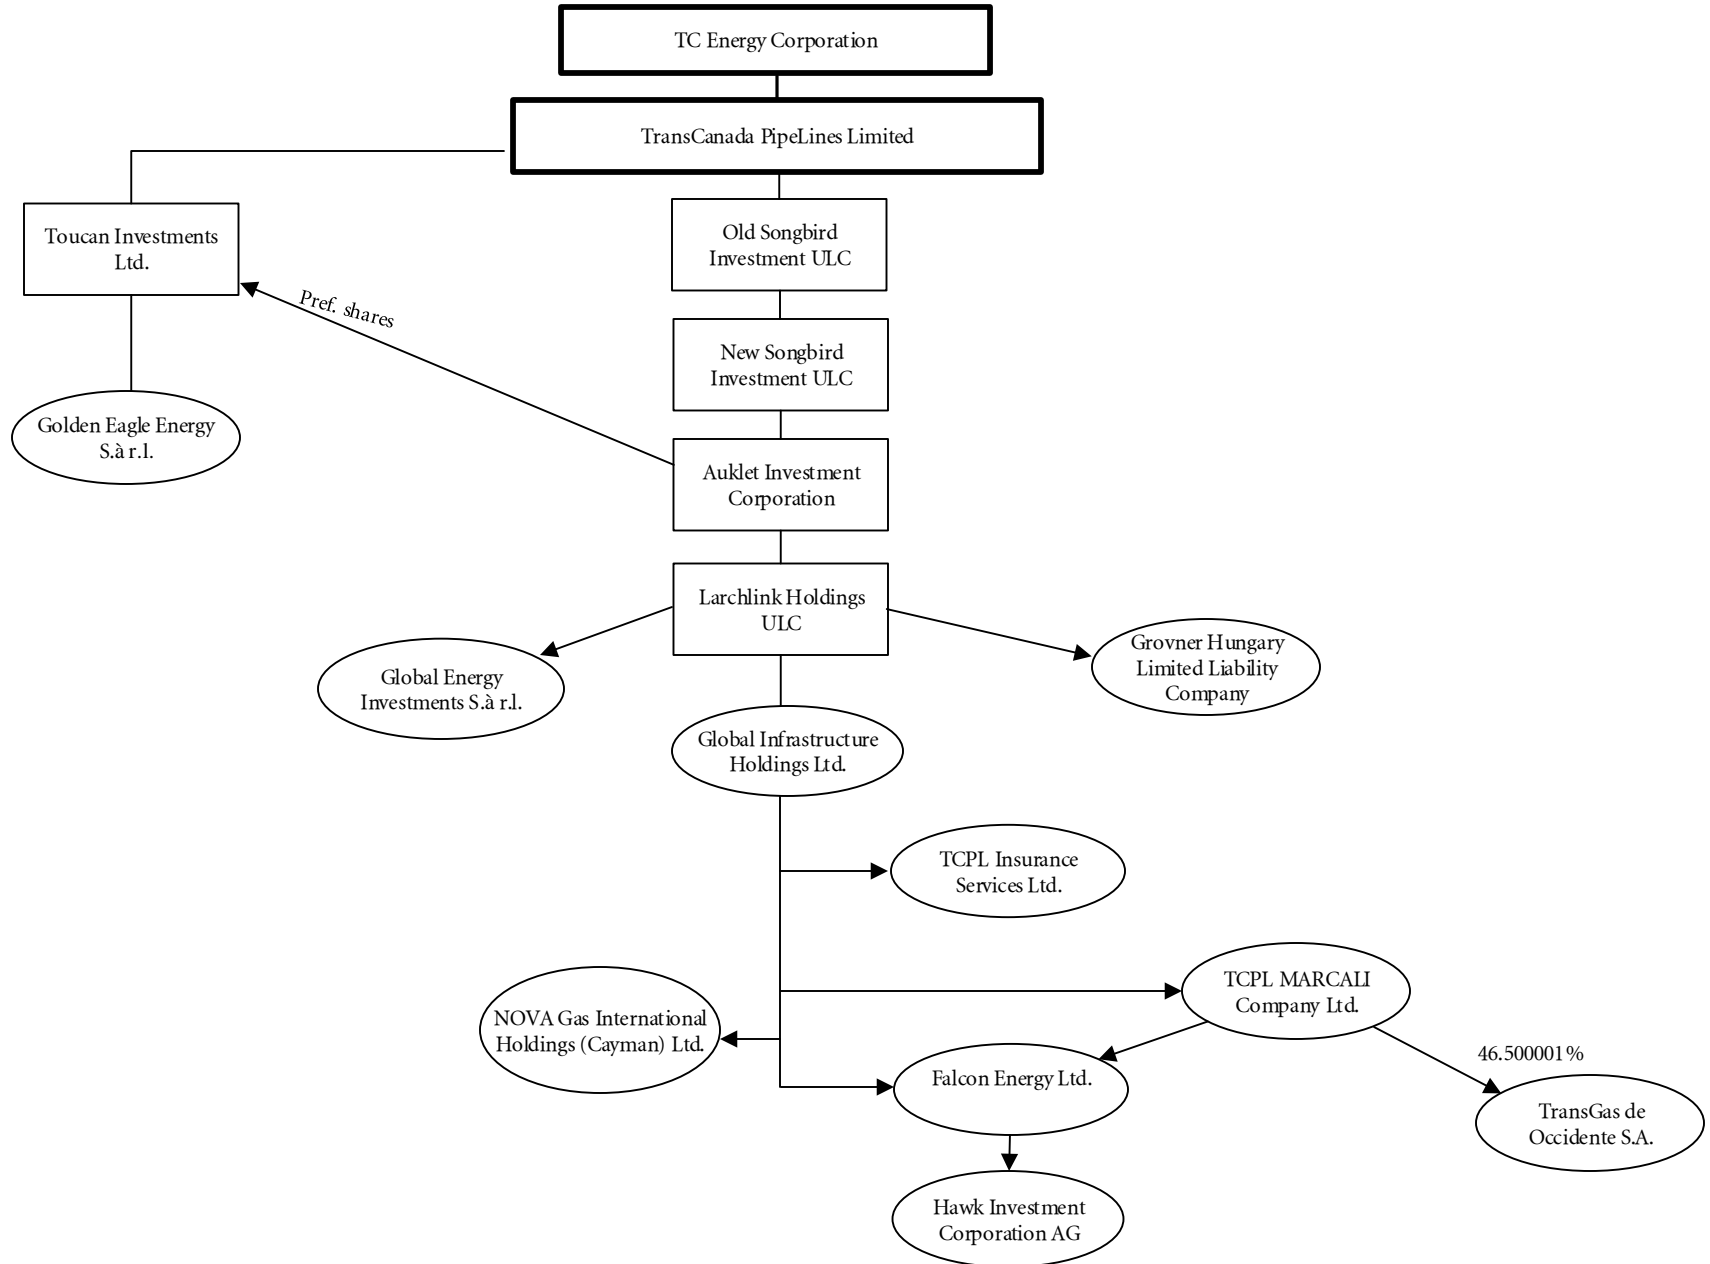 TC Energy Corporation
TransCanada PipeLines Limited
Toucan Investments
Ltd.
Old Songbird
Investment ULC
Pref. shares
New Songbird
Investment ULC
Golden Eagle Energy
S.à r.l.
Auklet Investment
Corporation
Larchlink Holdings
ULC
Global Energy
Investments S.à r.l.
Grovner Hungary
Limited Liability
Company
Global Infrastructure
Holdings Ltd.
TCPL Insurance
Services Ltd.
TCPL MARCALI
Company Ltd.
NOVA Gas International
Holdings (Cayman) Ltd.
Falcon Energy Ltd.
46.500001%
TransGas de
Occidente S.A.
Hawk Investment
Corporation AG